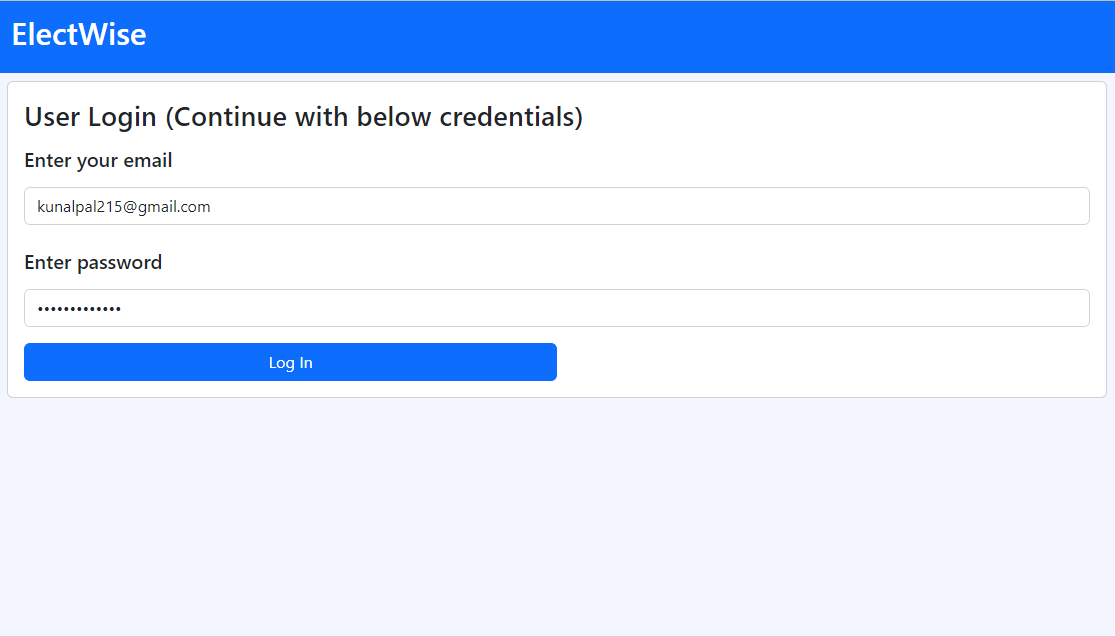 ElectWise
User Login (Continue with below credentials)
Enter your email
kunalpal215@gmail.com
Enter password
•••••••••••••
Log In